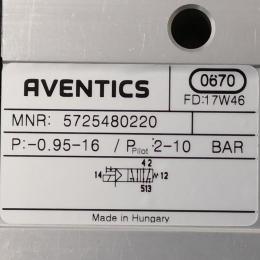 AVENTICS
0670
FD:17W46
MNR: 5725480220
P:-0.95-16 / PPilot 2-10 BAR
4 2
14 12
513
Made in Hungary